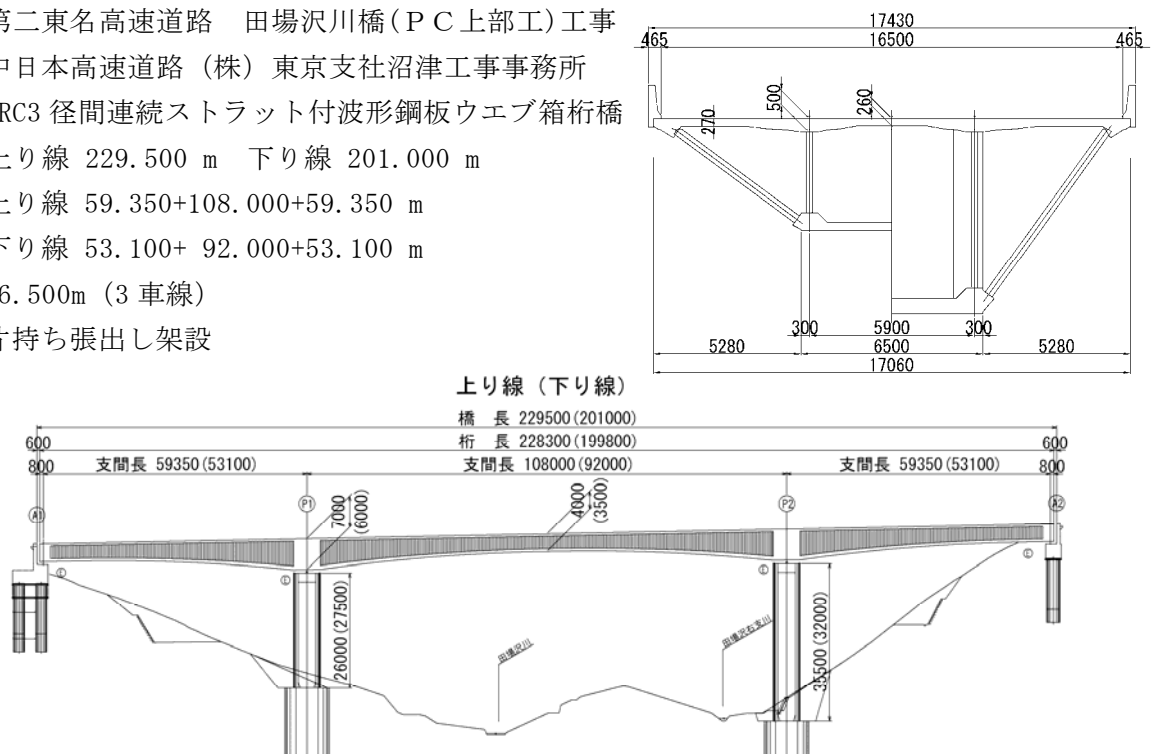 第二東名高速道路　田場沢川橋(ＰＣ上部工)工事
中日本高速道路（株）東京支社沼津工事事務所
RC3 径間連続ストラット付波形鋼板ウエブ箱桁橋
上り線 229.500 m　下り線 201.000 m
上り線 59.350+108.000+59.350 m
下り線 53.100+ 92.000+53.100 m
6.500m（3 車線）
片持ち張出し架設
17430
465 16500 465
500
260
270
300 5900 300
5280 6500 5280
17060
上り線（下り線）
橋　長 229500(201000)
600 桁　長 228300(199800) 600
800 支間長 59350(53100) 支間長 108000(92000) 支間長 59350(53100) 800
A1 P1 P2 A2
7000
(6000)
4000
(3500)
E E E E
26000(27500)
田場沢川
田場沢右支川
35500(32000)